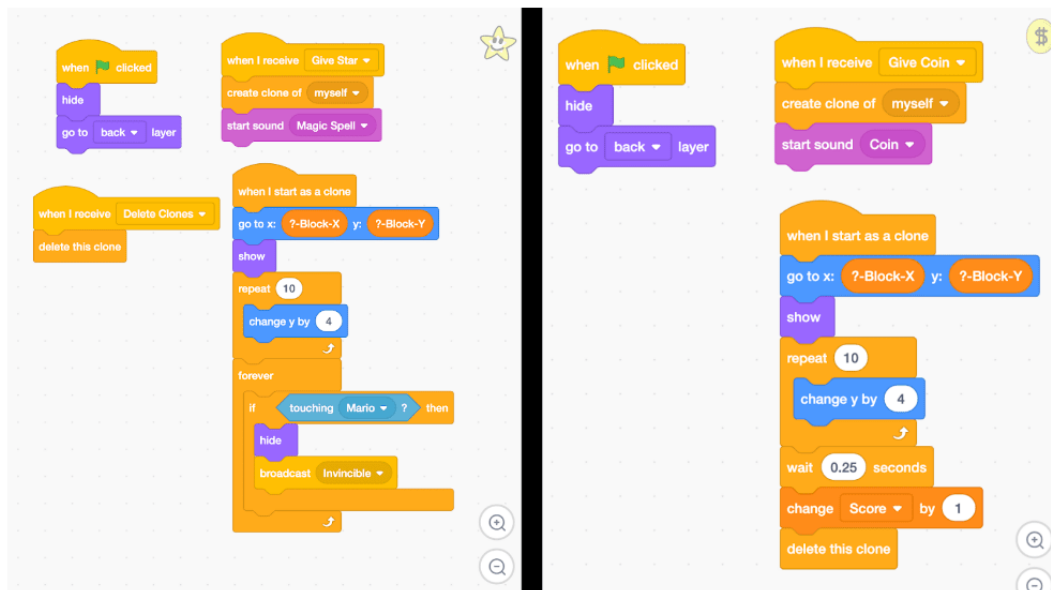 when clicked
hide
go to back layer
when I receive Give Star
create clone of myself
start sound Magic Spell
when I receive Delete Clones
delete this clone
when I start as a clone
go to x: ?-Block-X y: ?-Block-Y
show
repeat 10
change y by 4
forever
if touching Mario ? then
hide
broadcast Invincible
when clicked
hide
go to back layer
when I receive Give Coin
create clone of myself
start sound Coin
when I start as a clone
go to x: ?-Block-X y: ?-Block-Y
show
repeat 10
change y by 4
wait 0.25 seconds
change Score by 1
delete this clone
$